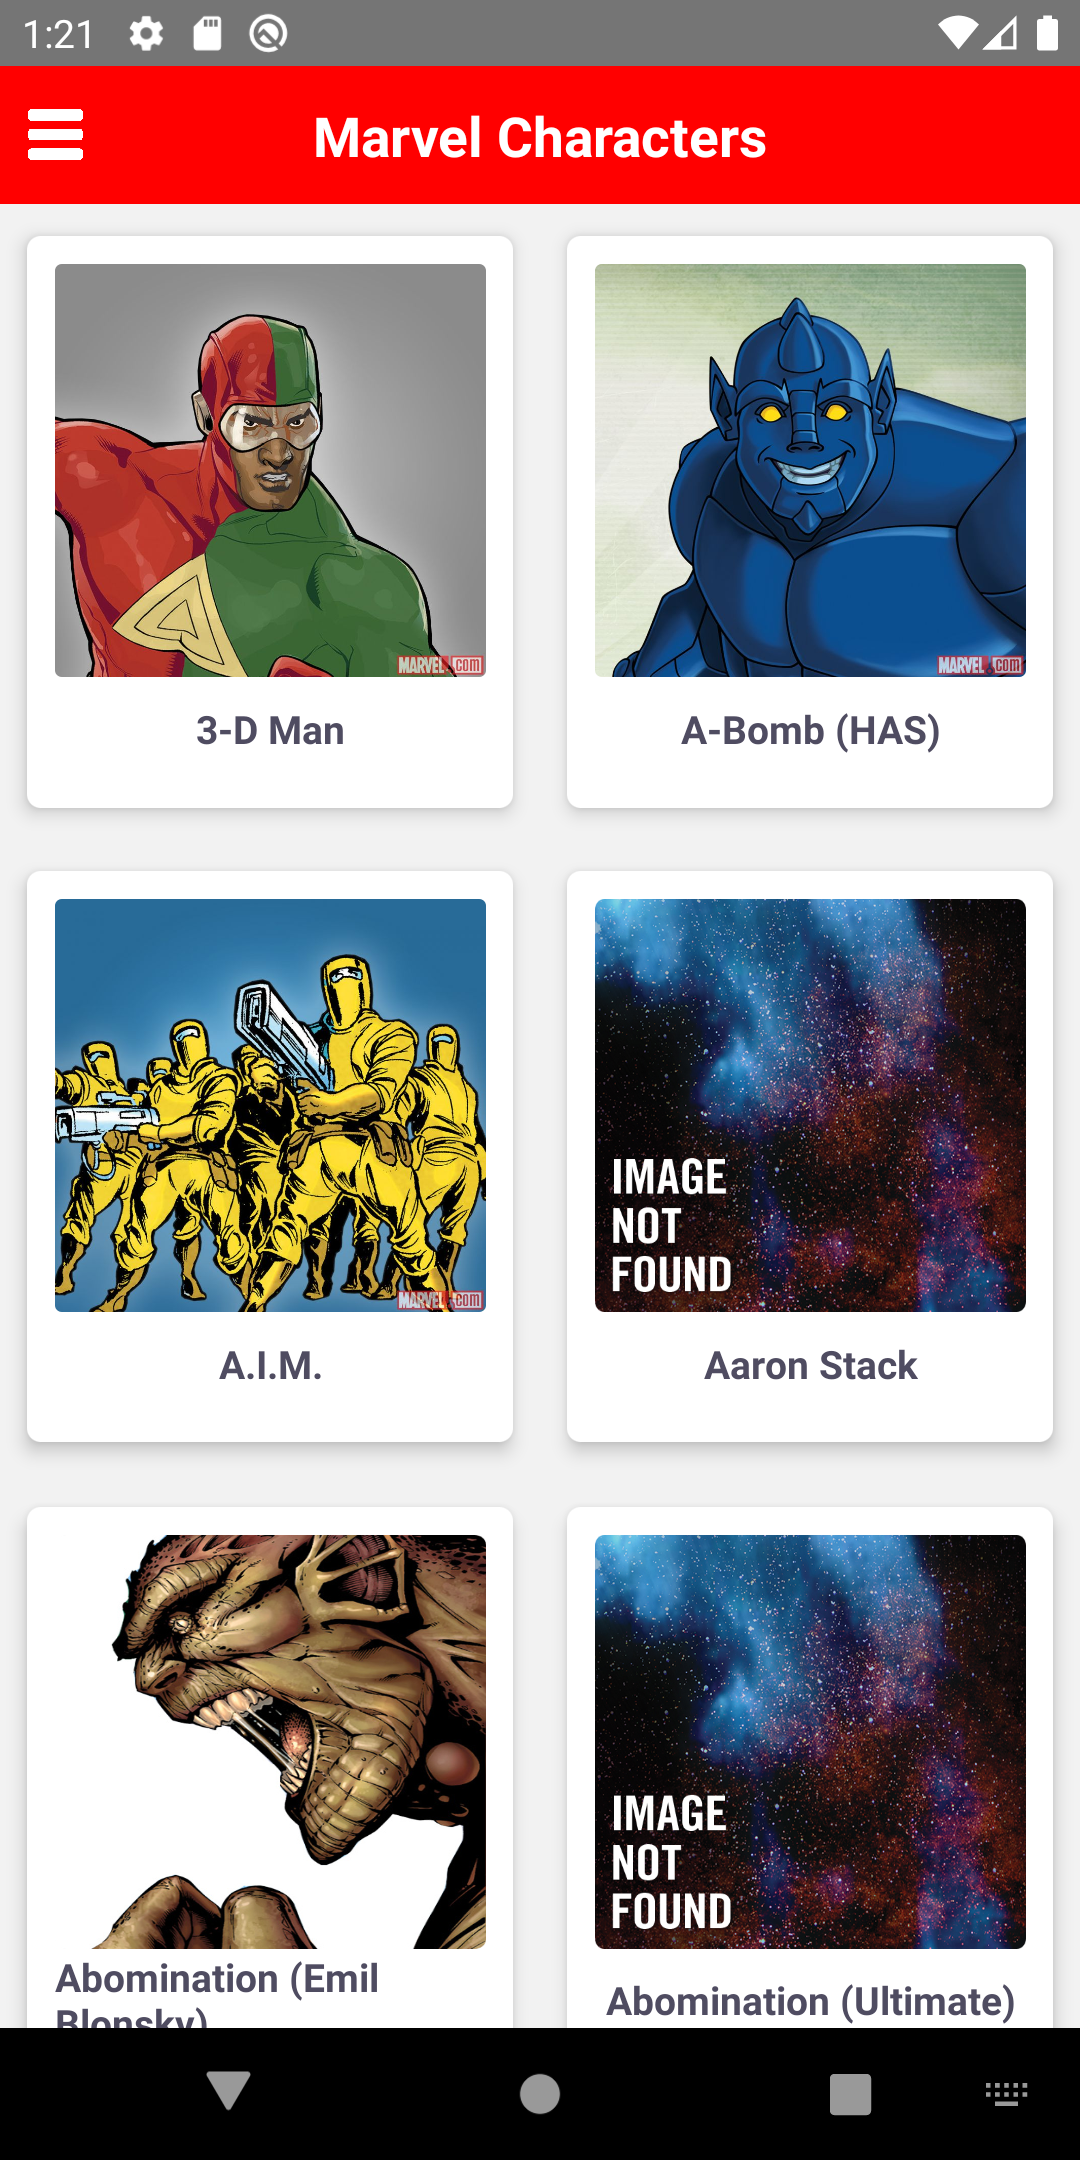 1:21
Marvel Characters
MARVEL.com
MARVEL.com
3-D Man
A-Bomb (HAS)
MARVEL.com
IMAGE
NOT
FOUND
A.I.M.
Aaron Stack
IMAGE
NOT
FOUND
Abomination (Emil
Blonsky)
Abomination (Ultimate)